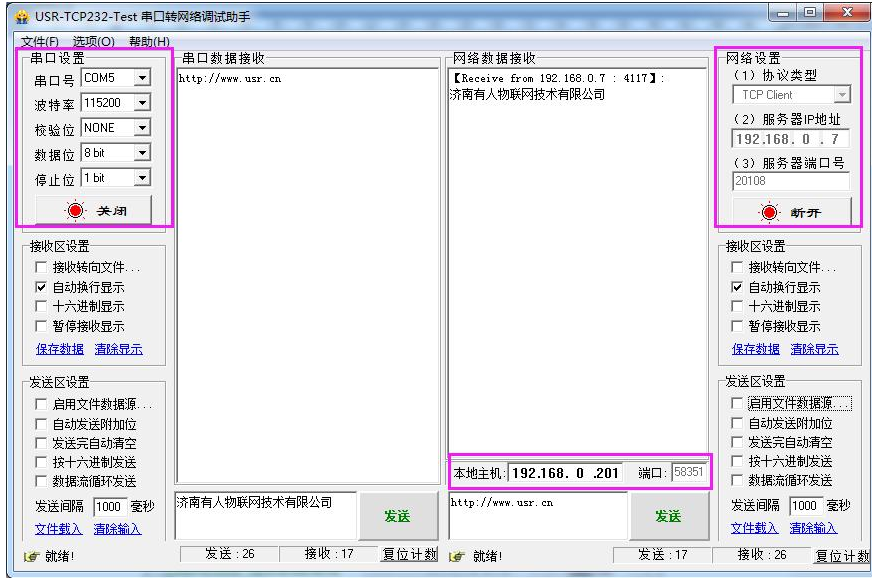 USR-TCP232-Test 串口转网络调试助手
文件(F) 选项(O) 帮助(H)
串口设置
串口号 COM5
波特率 115200
校验位 NONE
数据位 8 bit
停止位 1 bit
关闭
接收区设置
接收转向文件...
自动换行显示
十六进制显示
暂停接收显示
保存数据 清除显示
发送区设置
启用文件数据源...
自动发送附加位
发送完自动清空
按十六进制发送
数据流循环发送
发送间隔 1000 毫秒
文件载入 清除输入
就绪!
串口数据接收
http://www.usr.cn
济南有人物联网技术有限公司
发送
发送 : 26 接收 : 17 复位计数
网络数据接收
【Receive from 192.168.0.7 : 4117】:
济南有人物联网技术有限公司
本地主机: 192.168. 0 .201 端口: 58351
http://www.usr.cn
发送
就绪!
发送 : 17 接收 : 26 复位计数
网络设置
(1) 协议类型
TCP Client
(2) 服务器IP地址
192.168. 0 . 7
(3) 服务器端口号
20108
断开
接收区设置
接收转向文件...
自动换行显示
十六进制显示
暂停接收显示
保存数据 清除显示
发送区设置
启用文件数据源...
自动发送附加位
发送完自动清空
按十六进制发送
数据流循环发送
发送间隔 1000 毫秒
文件载入 清除输入